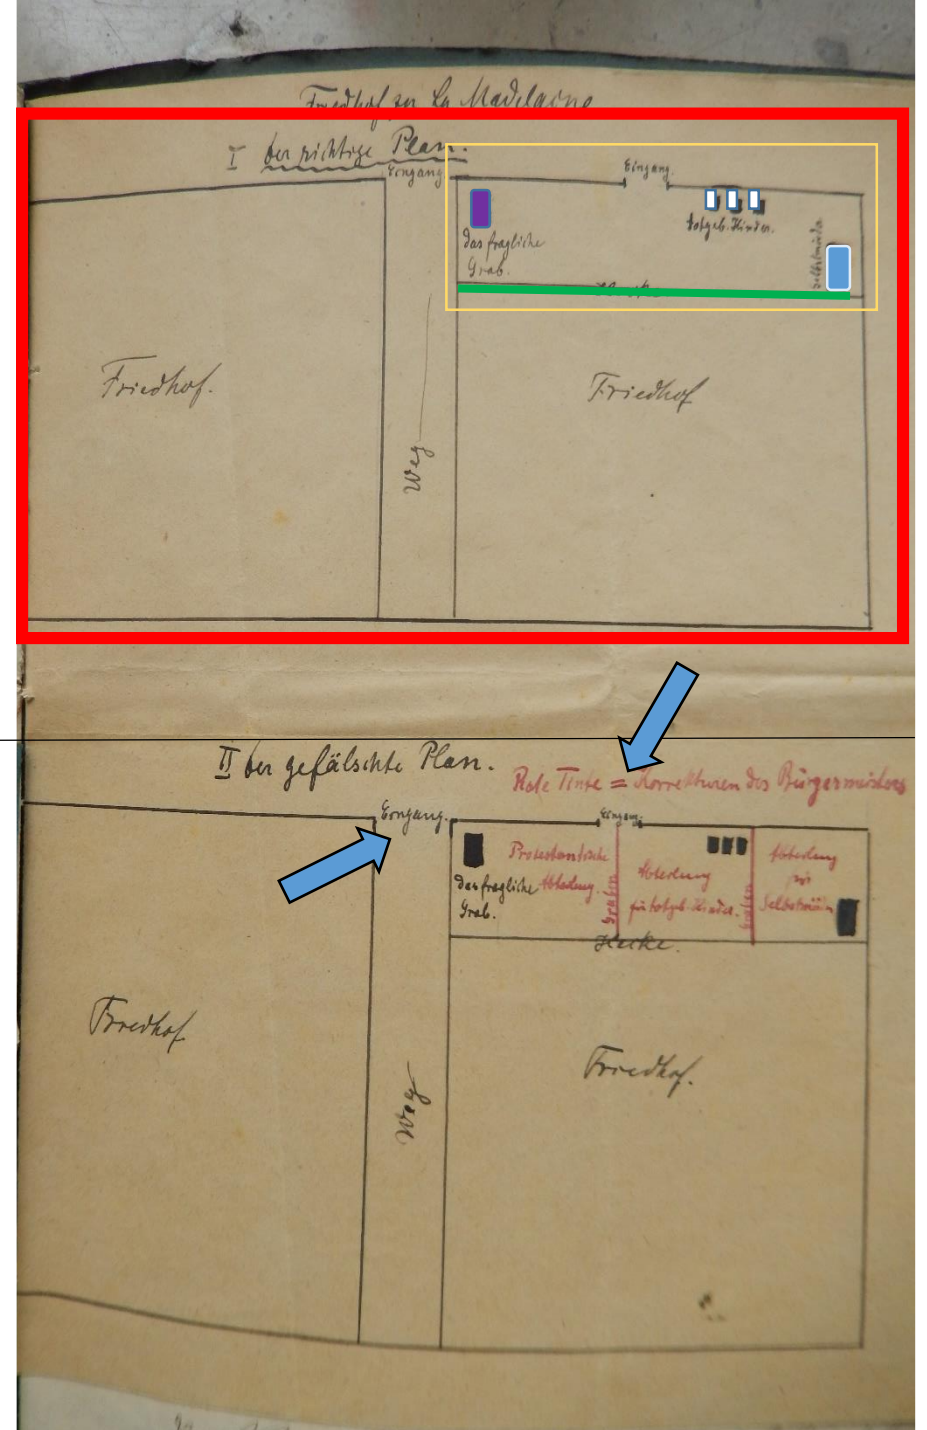 Friedhof zu La Madelaine
I der richtige Plan.
Eingang
Eingang.
totgeb. Kinder.
das fragliche
Grab.
Friedhof.
Friedhof
Weg
II der gefälschte Plan.
Rote Tinte = Korrekturen des Bürgermeisters
Eingang.
Eingang.
Protestantische
Abteilung.
das fragliche
Grab.
Graben
Abteilung
für totgeb. Kinder.
Graben
Abteilung
für
Selbstmörder
Hecke.
Friedhof
Friedhof.
Weg